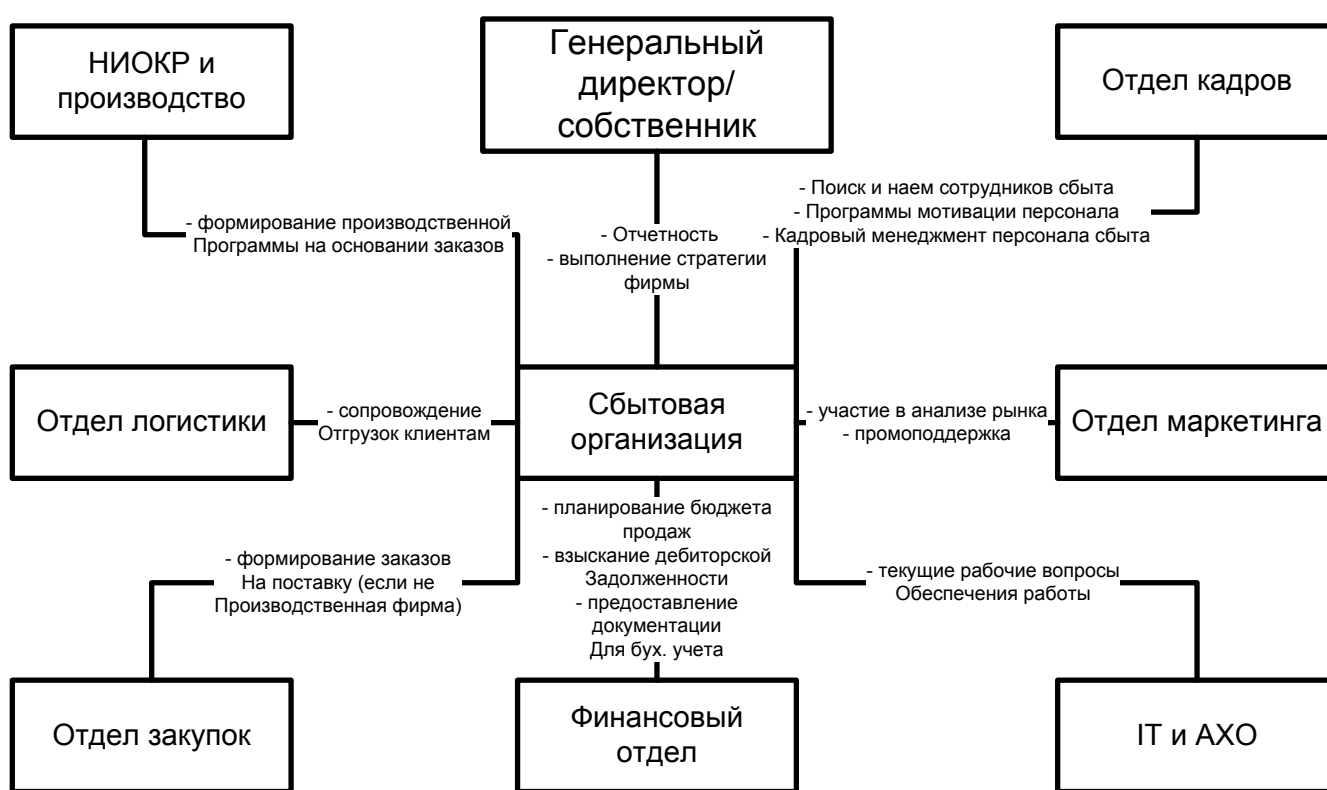 НИОКР и
производство
Генеральный
директор/
собственник
Отдел кадров
- Поиск и наем сотрудников сбыта
- Программы мотивации персонала
- Кадровый менеджмент персонала сбыта
- формирование производственной
Программы на основании заказов
- Отчетность
- выполнение стратегии
фирмы
Отдел логистики
- сопровождение
Отгрузок клиентам
Сбытовая
организация
- участие в анализе рынка
- промоподдержка
Отдел маркетинга
- формирование заказов
На поставку (если не
Производственная фирма)
- планирование бюджета
продаж
- взыскание дебиторской
Задолженности
- предоставление
документации
Для бух. учета
- текущие рабочие вопросы
Обеспечения работы
Отдел закупок
Финансовый
отдел
IT и АХО